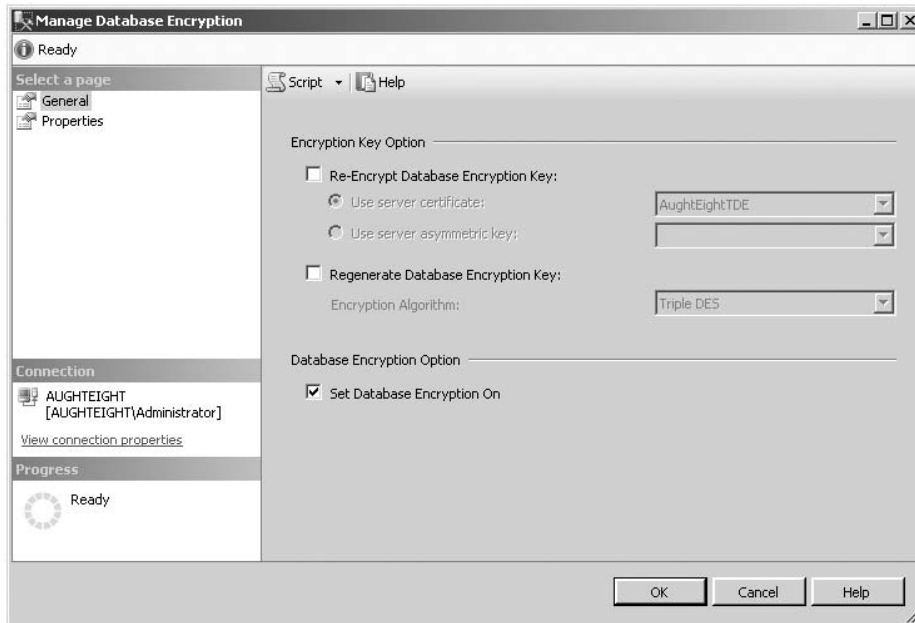 Manage Database Encryption
Ready
Select a page
General
Properties
Script
Help
Encryption Key Option
Re-Encrypt Database Encryption Key:
Use server certificate:
AughtEightTDE
Use server asymmetric key:
Regenerate Database Encryption Key:
Encryption Algorithm:
Triple DES
Database Encryption Option
Set Database Encryption On
Connection
AUGHTEIGHT
[AUGHTEIGHT\Administrator]
View connection properties
Progress
Ready
OK
Cancel
Help